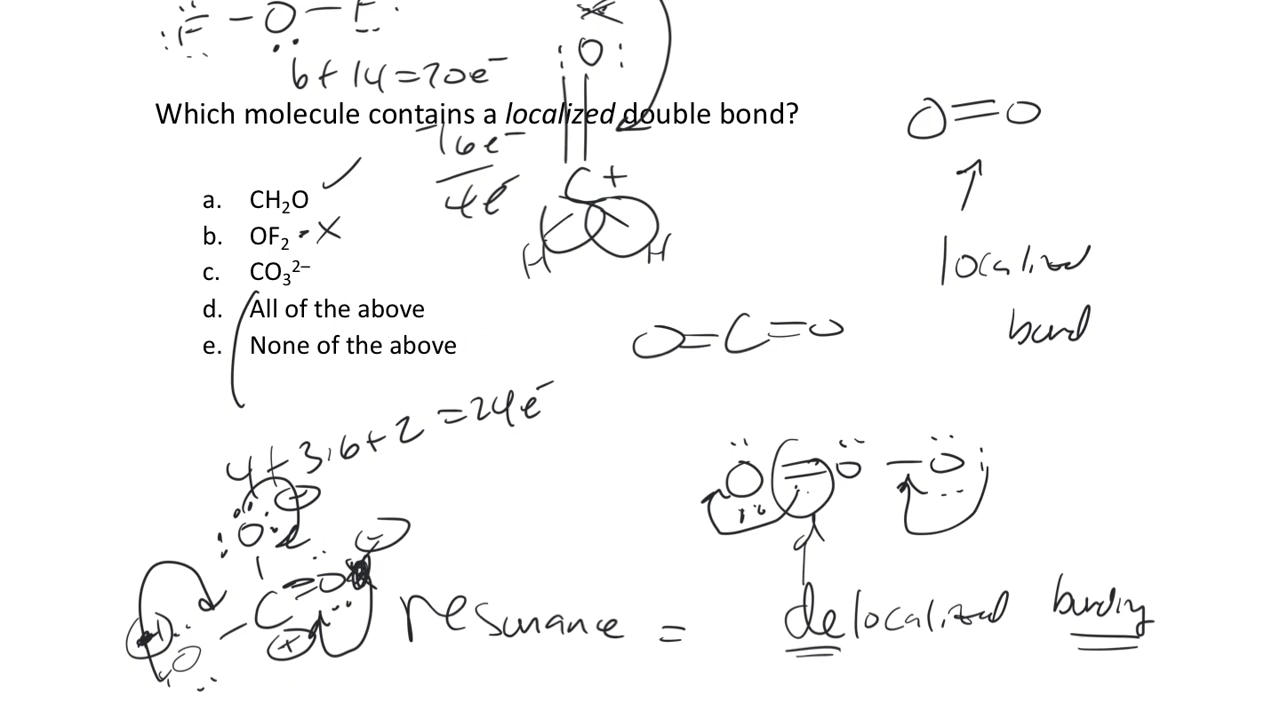 :F – O – F:
6 + 14 = 20e⁻
:O:
Which molecule contains a localized double bond?
O=O
–16e⁻
4e⁻
C+
a. CH₂O ✓
b. OF₂ - X
H H
localized
c. CO₃²⁻
d. All of the above
bond
O=C=O
e. None of the above
4 + 3·6 + 2 = 24e⁻
O = O – O
O
C=O
O
resonance = delocalized bonding